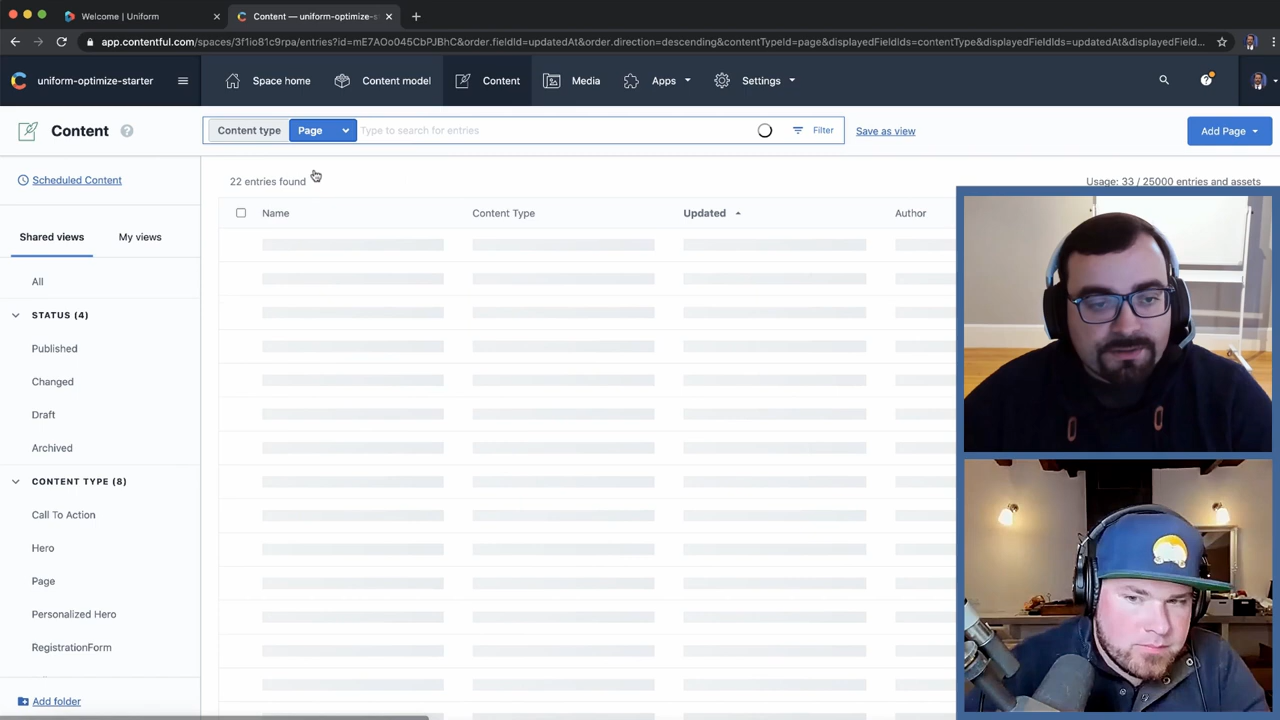 Welcome | Uniform
Content — uniform-optimize-s
app.contentful.com/spaces/3f1io81c9rpa/entries?id=mE7AOo045CbPJBhC&order.fieldId=updatedAt&order.direction=descending&contentTypeId=page&displayedFieldIds=contentType&displayedFieldIds=updatedAt&displayedField...
uniform-optimize-starter
Space home
Content model
Content
Media
Apps
Settings
Content
Content type
Page
Type to search for entries
Filter
Save as view
Add Page
Scheduled Content
22 entries found
Usage: 33 / 25000 entries and assets
Shared views
My views
Name
Content Type
Updated
Author
All
STATUS (4)
Published
Changed
Draft
Archived
CONTENT TYPE (8)
Call To Action
Hero
Page
Personalized Hero
RegistrationForm
Add folder